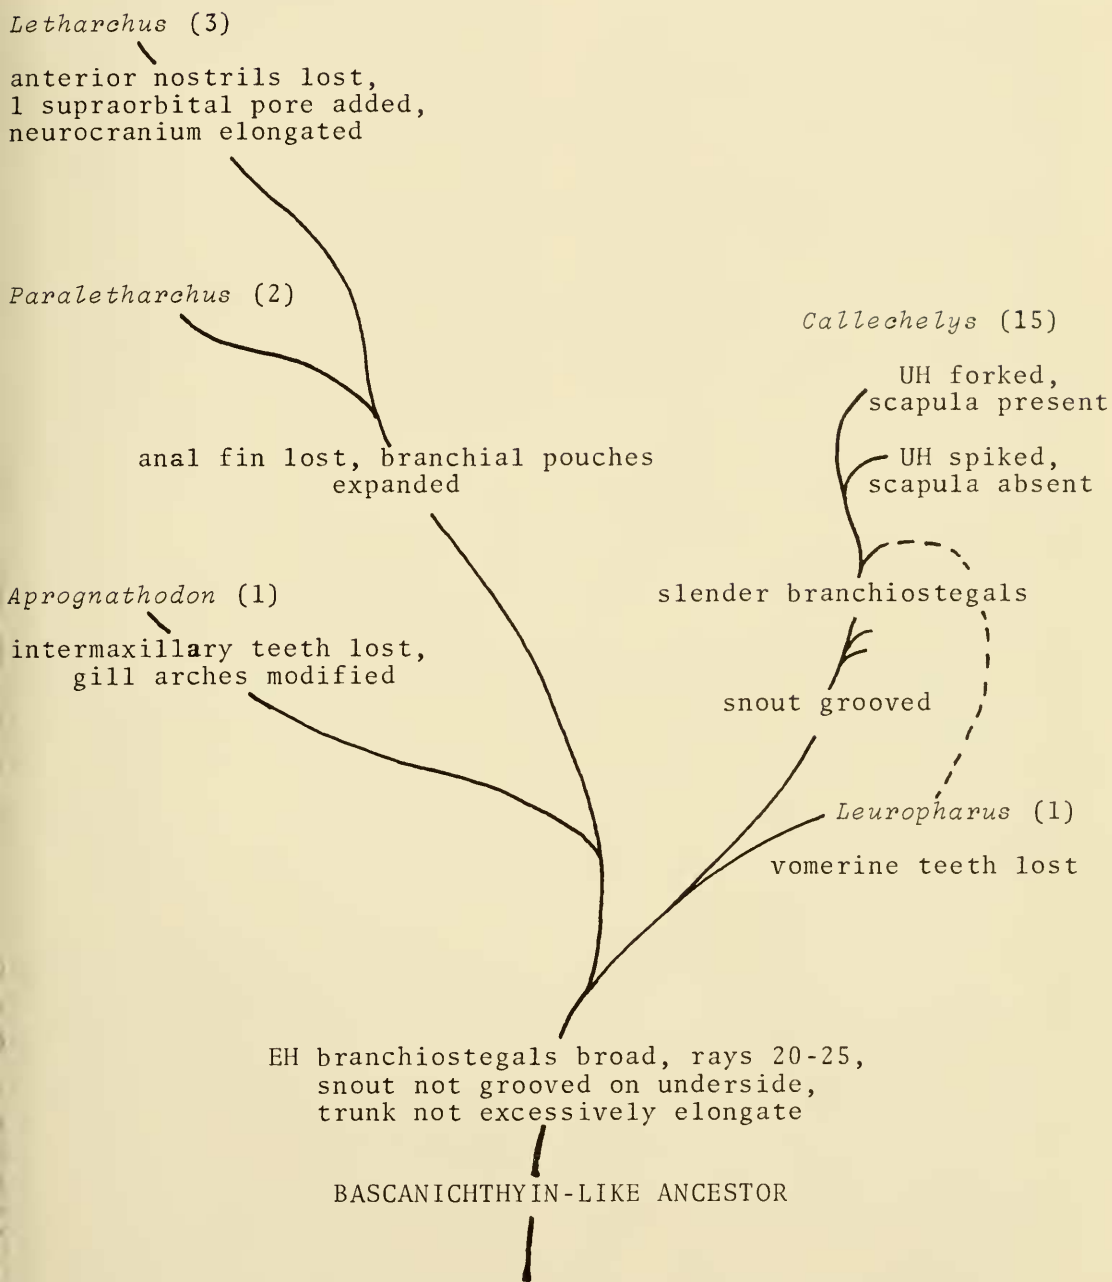 Letharchus (3)
anterior nostrils lost,
1 supraorbital pore added,
neurocranium elongated
Paraletharchus (2)
Callechelys (15)
UH forked,
scapula present
anal fin lost, branchial pouches
expanded
UH spiked,
scapula absent
Aprognathodon (1)
slender branchiostegals
intermaxillary teeth lost,
gill arches modified
snout grooved
Leuropharus (1)
vomerine teeth lost
EH branchiostegals broad, rays 20-25,
snout not grooved on underside,
trunk not excessively elongate
BASCANICHTHYIN-LIKE ANCESTOR